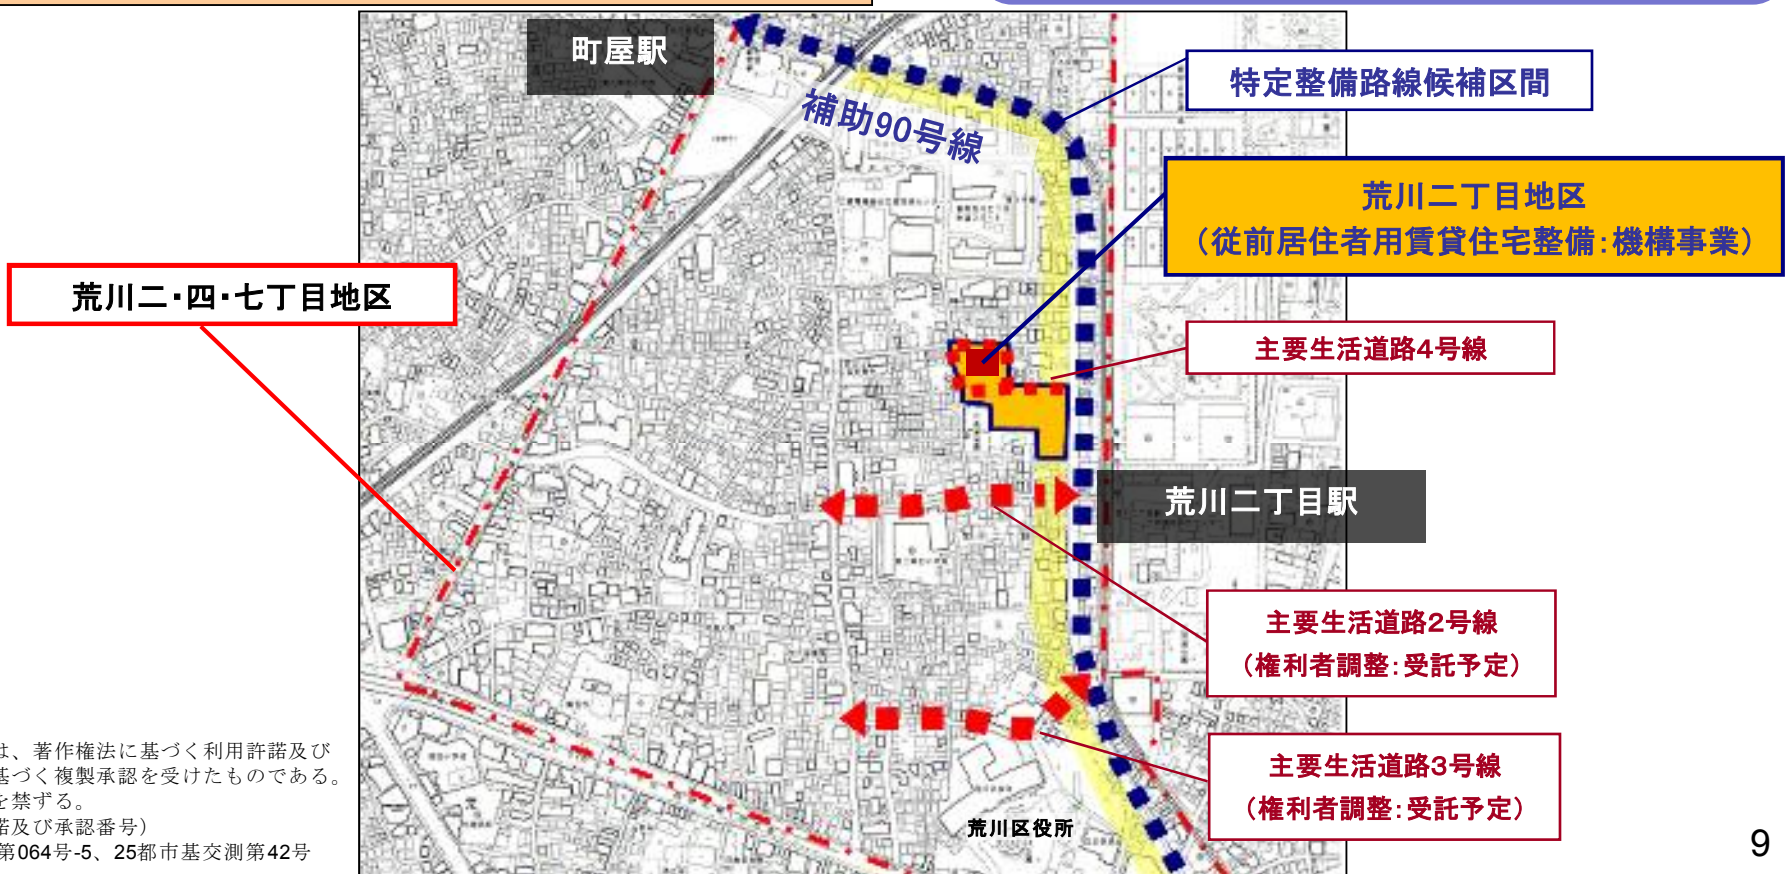 町屋駅
特定整備路線候補区間
補助90号線
荒川二丁目地区
（従前居住者用賃貸住宅整備：機構事業）
荒川二・四・七丁目地区
主要生活道路4号線
荒川二丁目駅
主要生活道路2号線
（権利者調整：受託予定）
主要生活道路3号線
（権利者調整：受託予定）
荒川区役所
は、著作権法に基づく利用許諾及び
基づく複製承認を受けたものである。
を禁ずる。
諾及び承認番号）
第064号-5、25都市基交測第42号
9